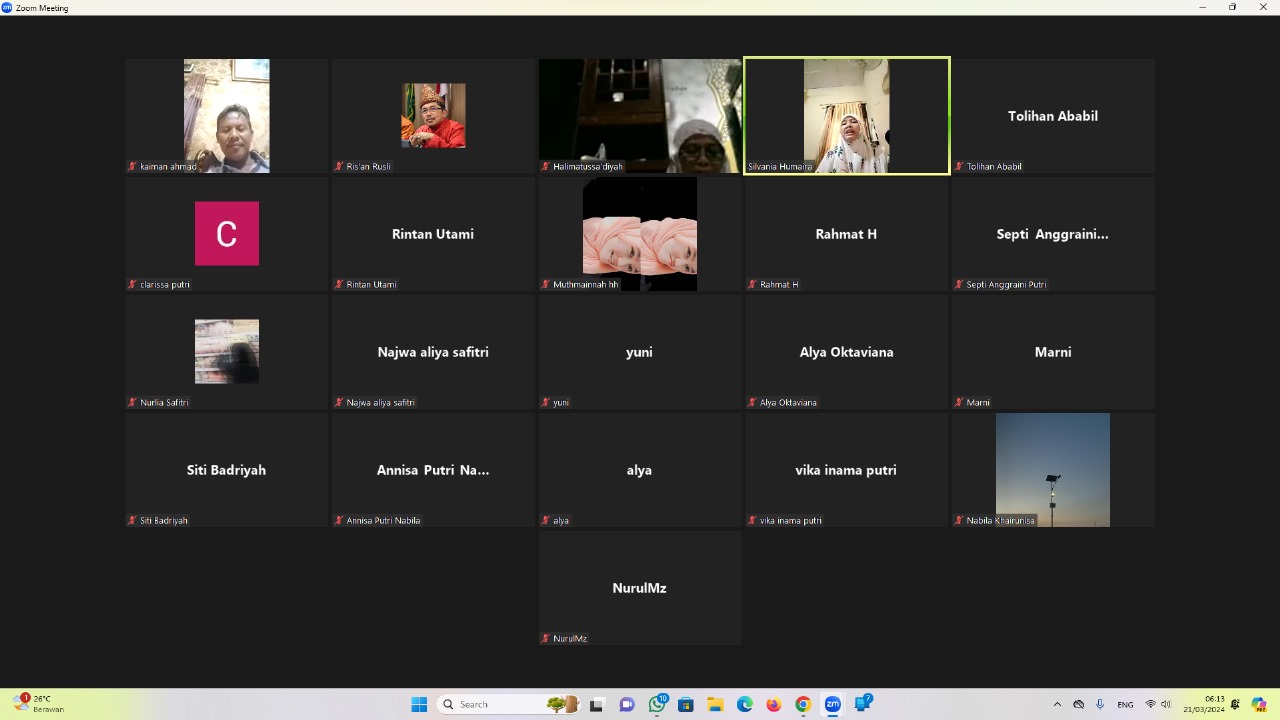 Zoom Meeting
kaiman ahmad
Ris'an Rusli
Halimatussa'diyah
Silvania Humaira
Tolihan Ababil
Tolihan Ababil
C
clarissa putri
Rintan Utami
Rintan Utami
Muthmainnah hh
Rahmat H
Rahmat H
Septi Anggraini...
Septi Anggraini Putri
Nurlia Safitri
Najwa aliya safitri
Najwa aliya safitri
yuni
yuni
Alya Oktaviana
Alya Oktaviana
Marni
Marni
Siti Badriyah
Siti Badriyah
Annisa Putri Na...
Annisa Putri Nabila
alya
alya
vika inama putri
vika inama putri
Nabila Khairunisa
NurulMz
NurulMz
1
26°C
Berawan
Search
10
zm
7
ENG
06:13
21/03/2024